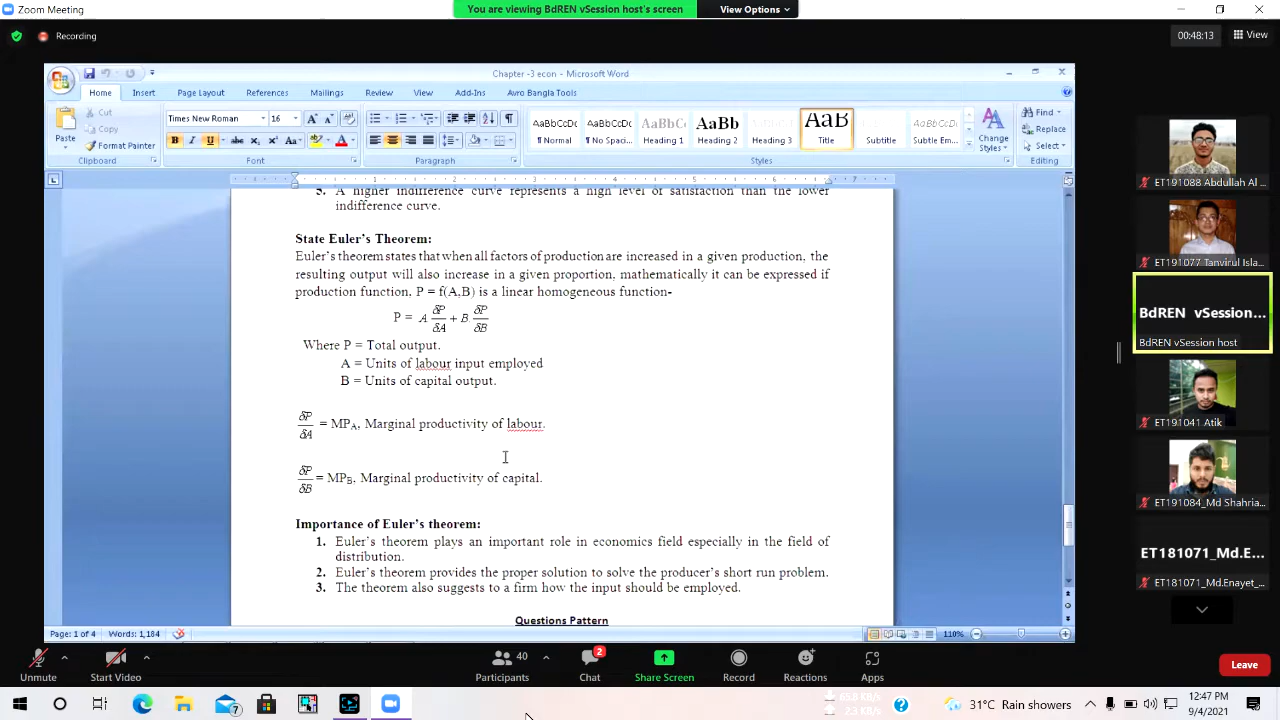 Zoom Meeting
You are viewing BdREN vSession host's screen
View Options
Recording
00:48:13
View
Chapter -3 econ - Microsoft Word
Home
Insert
Page Layout
References
Mailings
Review
View
Add-Ins
Avro Bangla Tools
Paste
Cut
Copy
Format Painter
Clipboard
Times New Roman
16
Font
Paragraph
AaBbCcDc
¶ Normal
AaBbCcDc
¶ No Spaci...
AaBbCc
Heading 1
AaBb
Heading 2
Heading 3
AaB
Title
Subtitle
Subtle Em...
Change Styles
Styles
Find
Replace
Select
Editing
5. A higher indifference curve represents a high level of satisfaction than the lower
indifference curve.
State Euler's Theorem:
Euler's theorem states that when all factors of production are increased in a given production, the
resulting output will also increase in a given proportion, mathematically it can be expressed if
production function, P = f(A,B) is a linear homogeneous function-
P = A δP/δA + B δP/δB
Where P = Total output.
A = Units of labour input employed
B = Units of capital output.
δP/δA = MPA, Marginal productivity of labour.
δP/δB = MPB, Marginal productivity of capital.
Importance of Euler's theorem:
1. Euler's theorem plays an important role in economics field especially in the field of
distribution.
2. Euler's theorem provides the proper solution to solve the producer's short run problem.
3. The theorem also suggests to a firm how the input should be employed.
Questions Pattern
Page: 1 of 4
Words: 1,184
110%
ET191088 Abdullah Al ...
ET191077 Tanvirul Isla...
BdREN vSession...
BdREN vSession host
ET191041 Atik
ET191084_Md Shahria...
ET181071_Md.E...
ET181071_Md.Enayet_...
Unmute
Start Video
40
Participants
2
Chat
Share Screen
Record
Reactions
Apps
Leave
7
31°C Rain showers
12:47 PM
9/4/2021